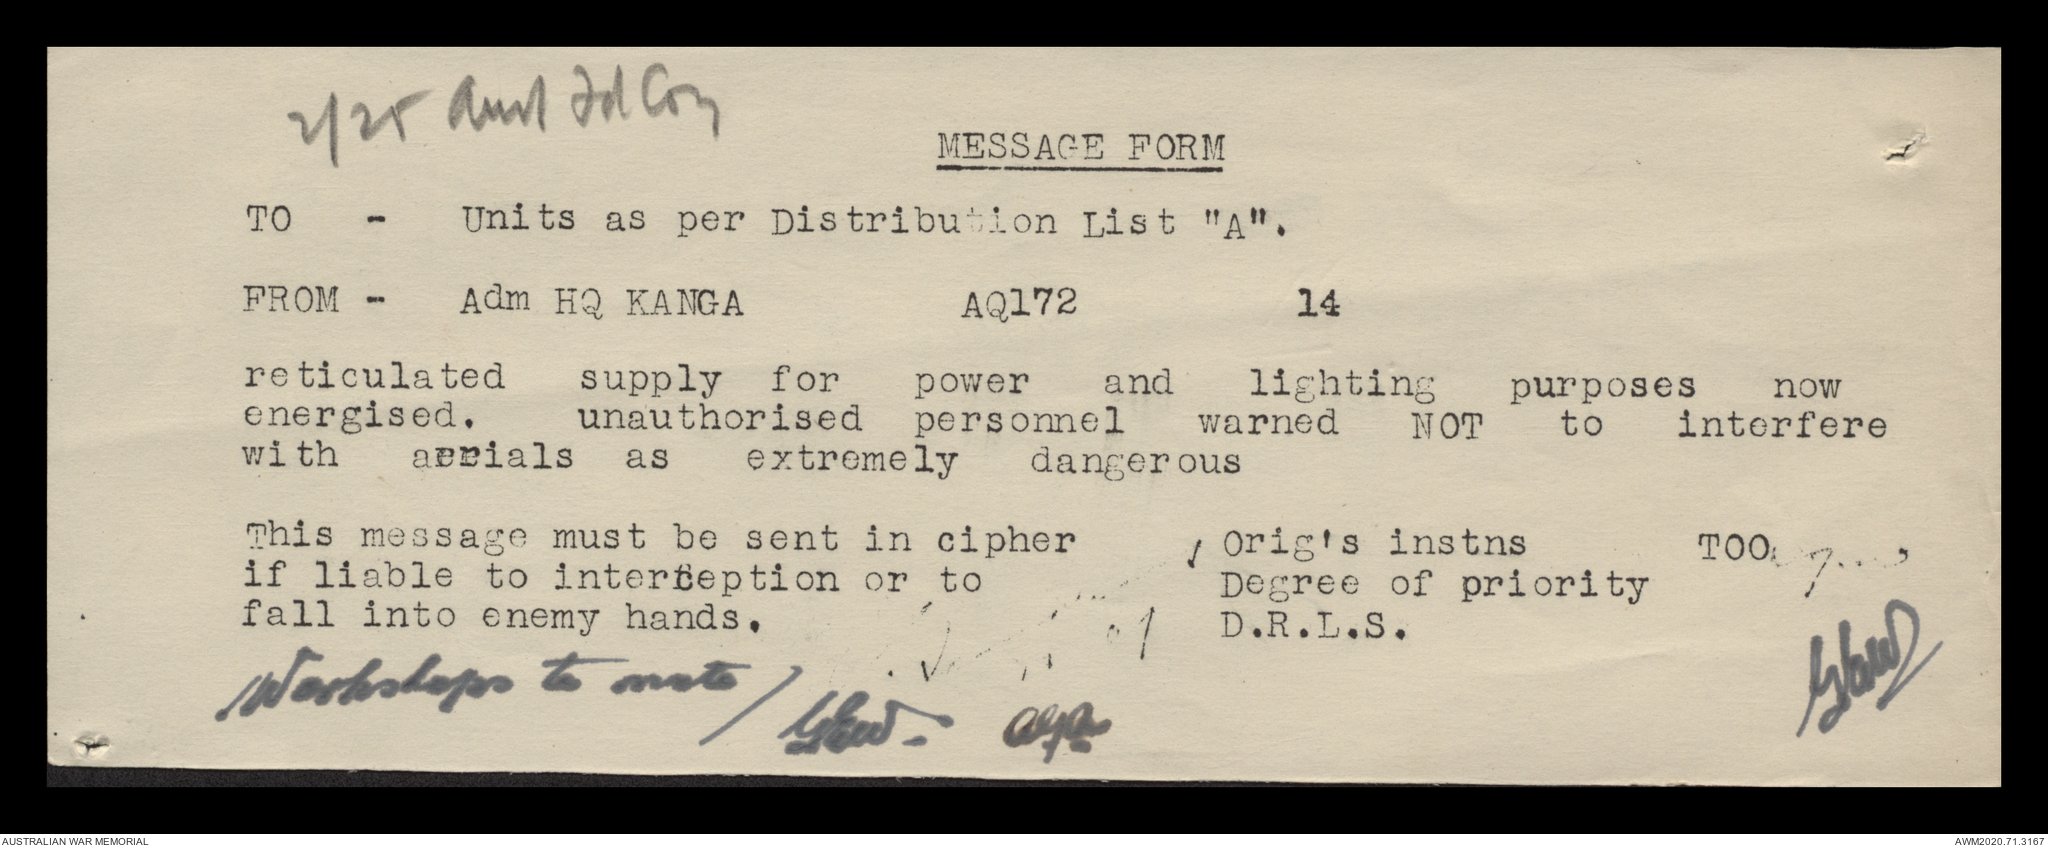 2/25 Aust Fd Coy
MESSAGE FORM
TO - Units as per Distribution List "A".
FROM - Adm HQ KANGA AQ172 14
reticulated supply for power and lighting purposes now
energised. unauthorised personnel warned NOT to interfere
with aerials as extremely dangerous
This message must be sent in cipher
if liable to interception or to
fall into enemy hands.
Orig's instns TOO
Degree of priority
D.R.L.S.
Workshops to note /
AUSTRALIAN WAR MEMORIAL
AWM2020.71.3167